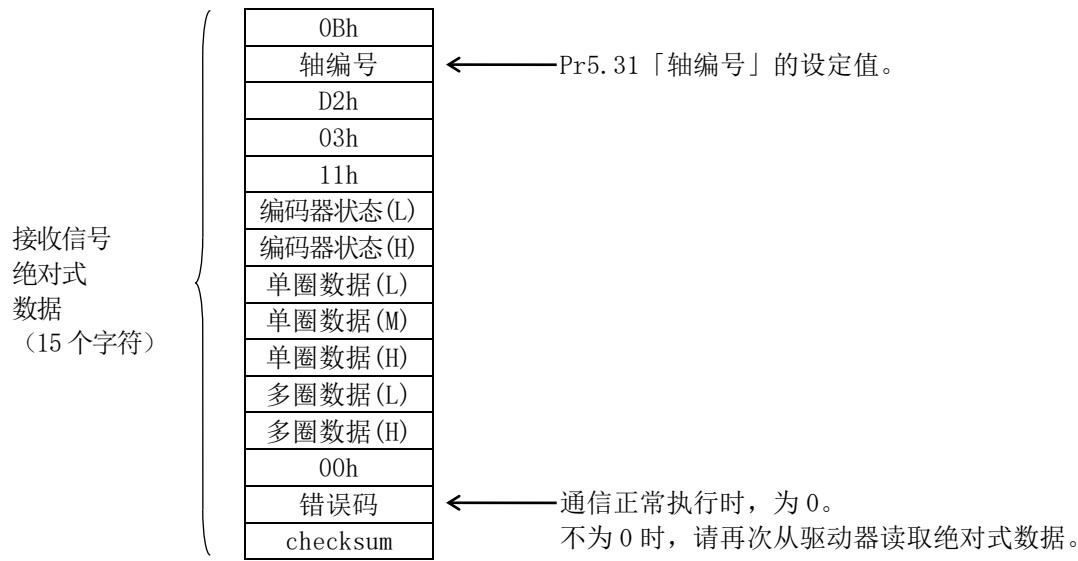 0Bh
轴编号
Pr5.31「轴编号」的设定值。
D2h
03h
11h
编码器状态(L)
编码器状态(H)
接收信号
绝对式
数据
（15 个字符）
单圈数据(L)
单圈数据(M)
单圈数据(H)
多圈数据(L)
多圈数据(H)
00h
错误码
通信正常执行时，为 0。
不为 0 时，请再次从驱动器读取绝对式数据。
checksum